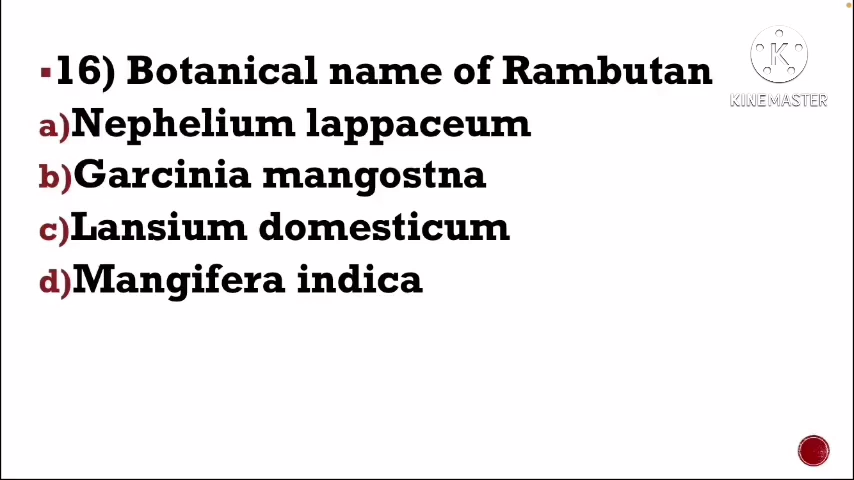 ▪16) Botanical name of Rambutan
a)Nephelium lappaceum
b)Garcinia mangostna
c)Lansium domesticum
d)Mangifera indica
K
KINEMASTER